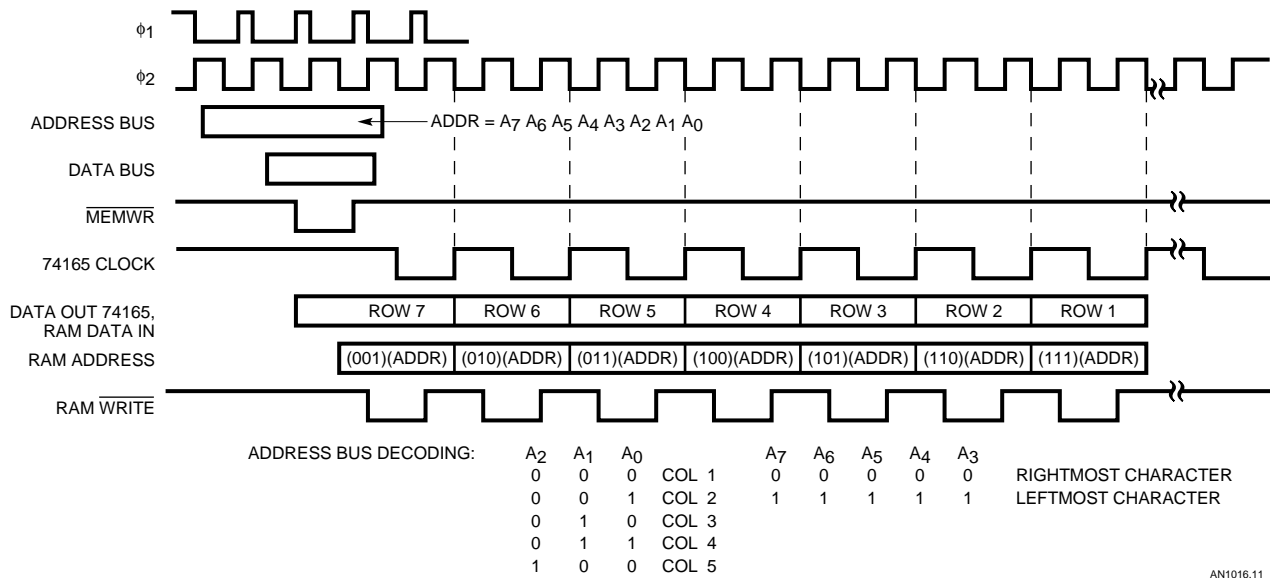 ϕ1
ϕ2
ADDRESS BUS
ADDR = A7 A6 A5 A4 A3 A2 A1 A0
DATA BUS
MEMWR
74165 CLOCK
DATA OUT 74165,
RAM DATA IN
ROW 7 ROW 6 ROW 5 ROW 4 ROW 3 ROW 2 ROW 1
RAM ADDRESS
(001)(ADDR) (010)(ADDR) (011)(ADDR) (100)(ADDR) (101)(ADDR) (110)(ADDR) (111)(ADDR)
RAM WRITE
ADDRESS BUS DECODING: A2 A1 A0 A7 A6 A5 A4 A3
0 0 0 COL 1 0 0 0 0 0 RIGHTMOST CHARACTER
0 0 1 COL 2 1 1 1 1 1 LEFTMOST CHARACTER
0 1 0 COL 3
0 1 1 COL 4
1 0 0 COL 5
AN1016.11